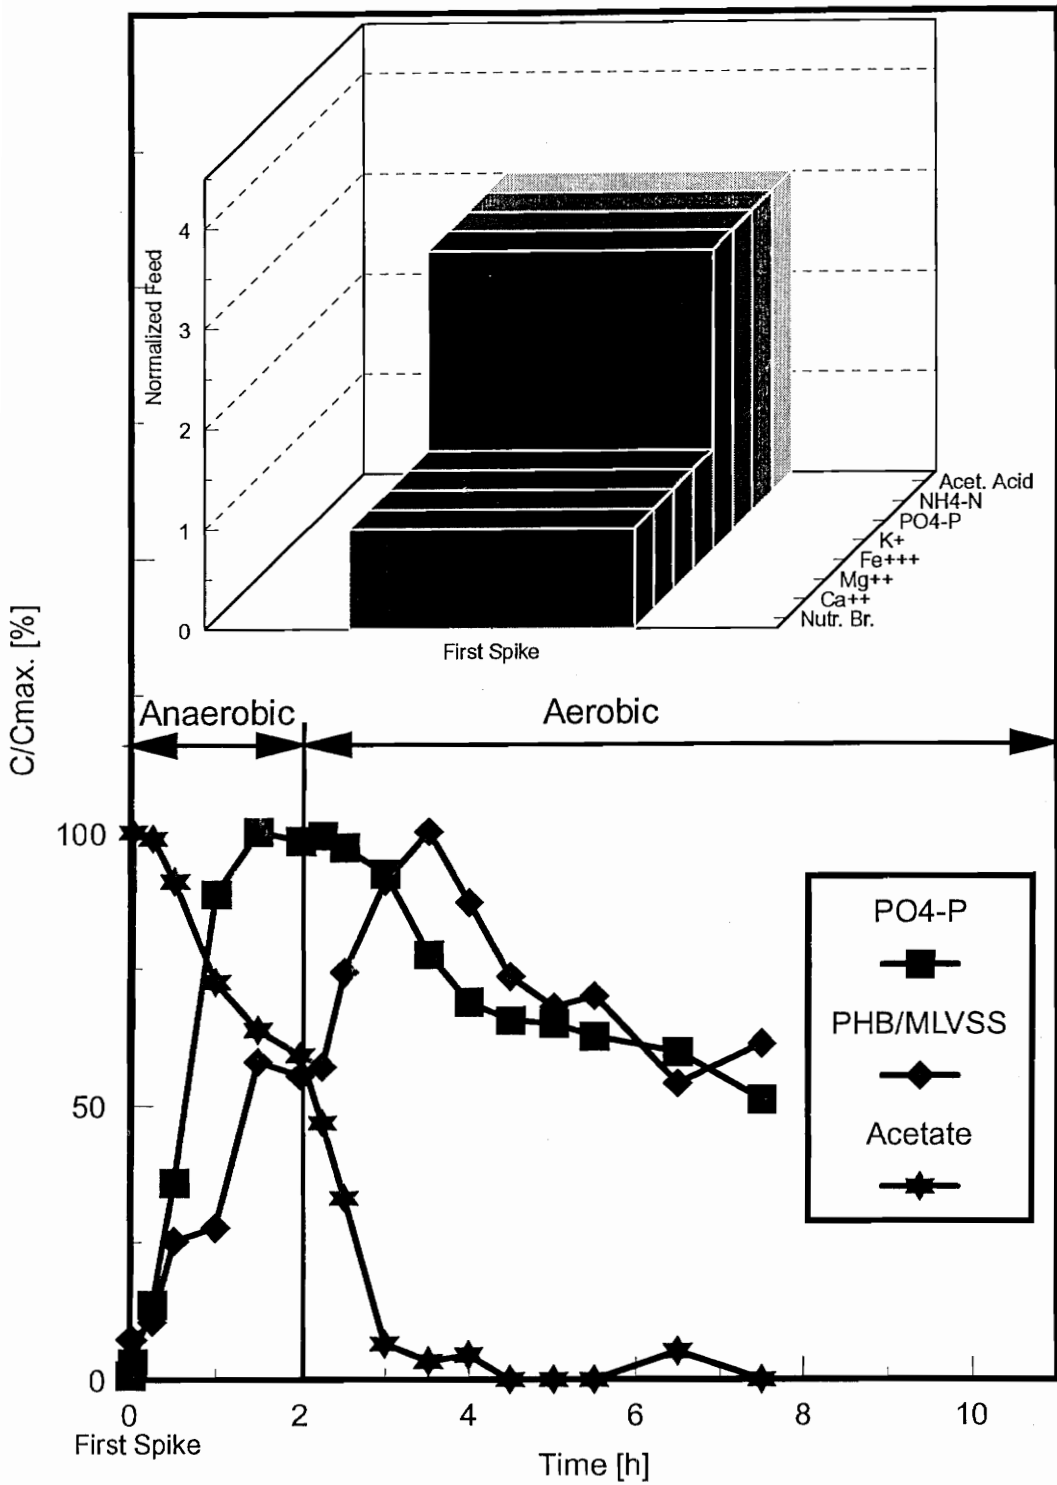 Normalized Feed
4
3
2
1
0
Acet. Acid
NH4-N
PO4-P
K+
Fe+++
Mg++
Ca++
Nutr. Br.
First Spike
C/Cmax. [%]
Anaerobic
Aerobic
100
50
0
PO4-P
PHB/MLVSS
Acetate
0
2
4
6
8
10
First Spike
Time [h]